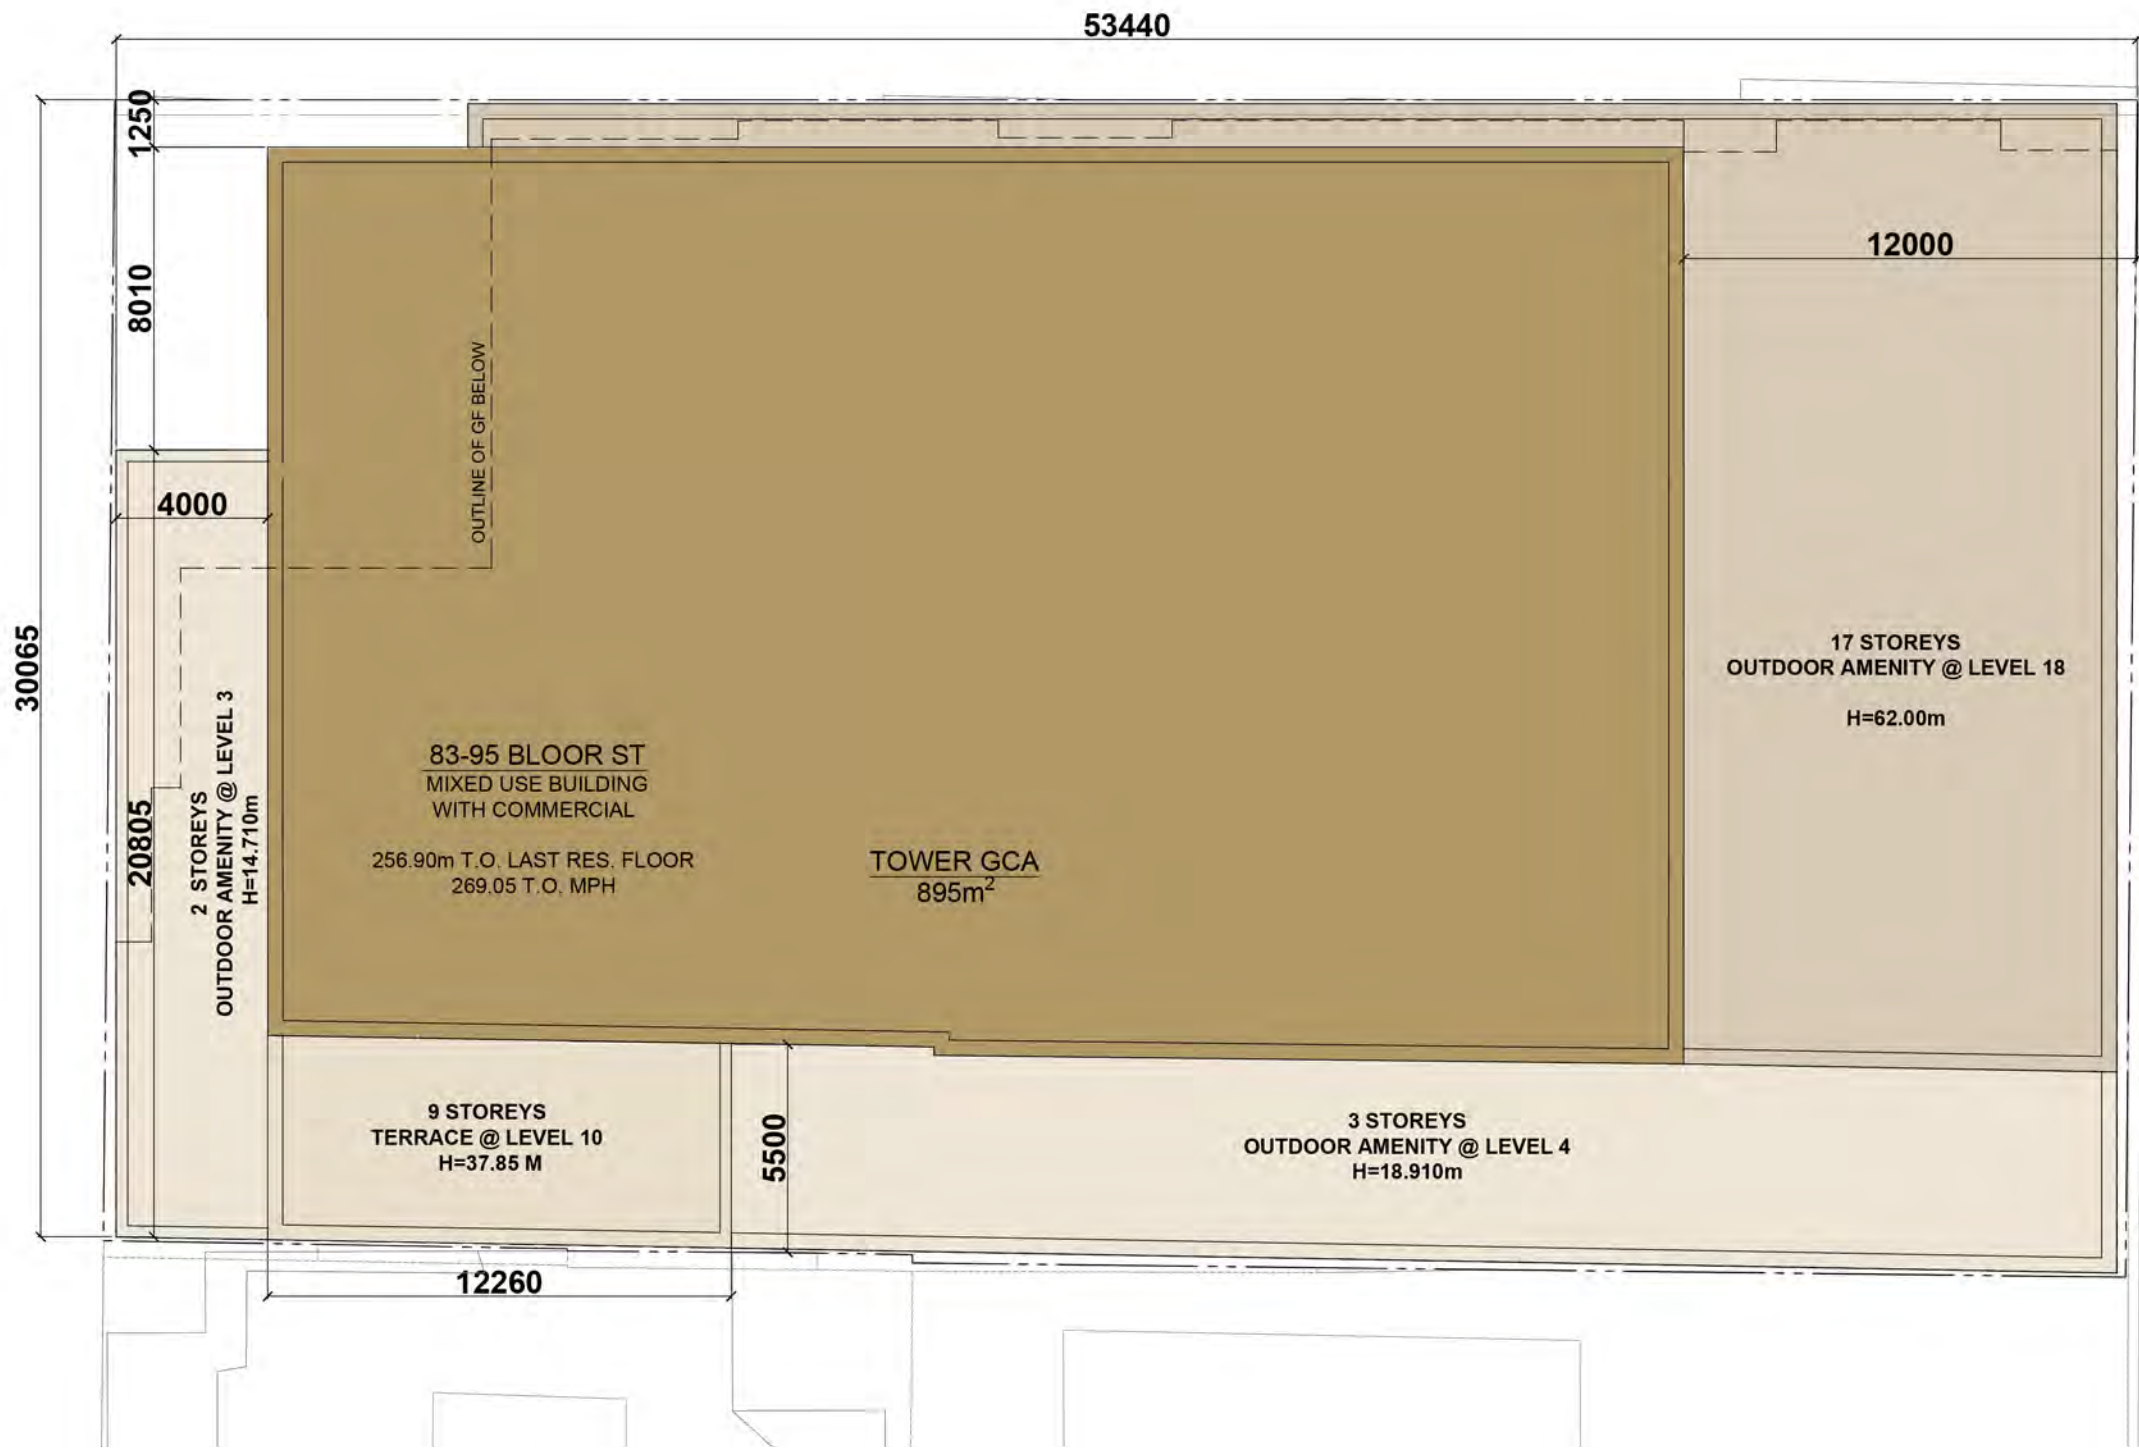 53440
1250
12000
8010
OUTLINE OF GF BELOW
4000
30065
17 STOREYS
OUTDOOR AMENITY @ LEVEL 18
H=62.00m
2 STOREYS
OUTDOOR AMENITY @ LEVEL 3
H=14.710m
83-95 BLOOR ST
MIXED USE BUILDING
WITH COMMERCIAL
256.90m T.O. LAST RES. FLOOR
269.05 T.O. MPH
TOWER GCA
895m²
20805
9 STOREYS
TERRACE @ LEVEL 10
H=37.85 M
5500
3 STOREYS
OUTDOOR AMENITY @ LEVEL 4
H=18.910m
12260